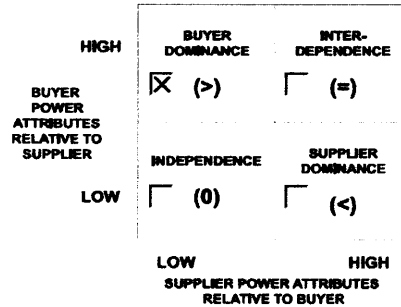 BUYER
DOMINANCE
INTER-
DEPENDENCE
HIGH
(>)
(=)
BUYER
POWER
ATTRIBUTES
RELATIVE TO
SUPPLIER
INDEPENDENCE
SUPPLIER
DOMINANCE
LOW
(0)
(<)
LOW
HIGH
SUPPLIER POWER ATTRIBUTES
RELATIVE TO BUYER